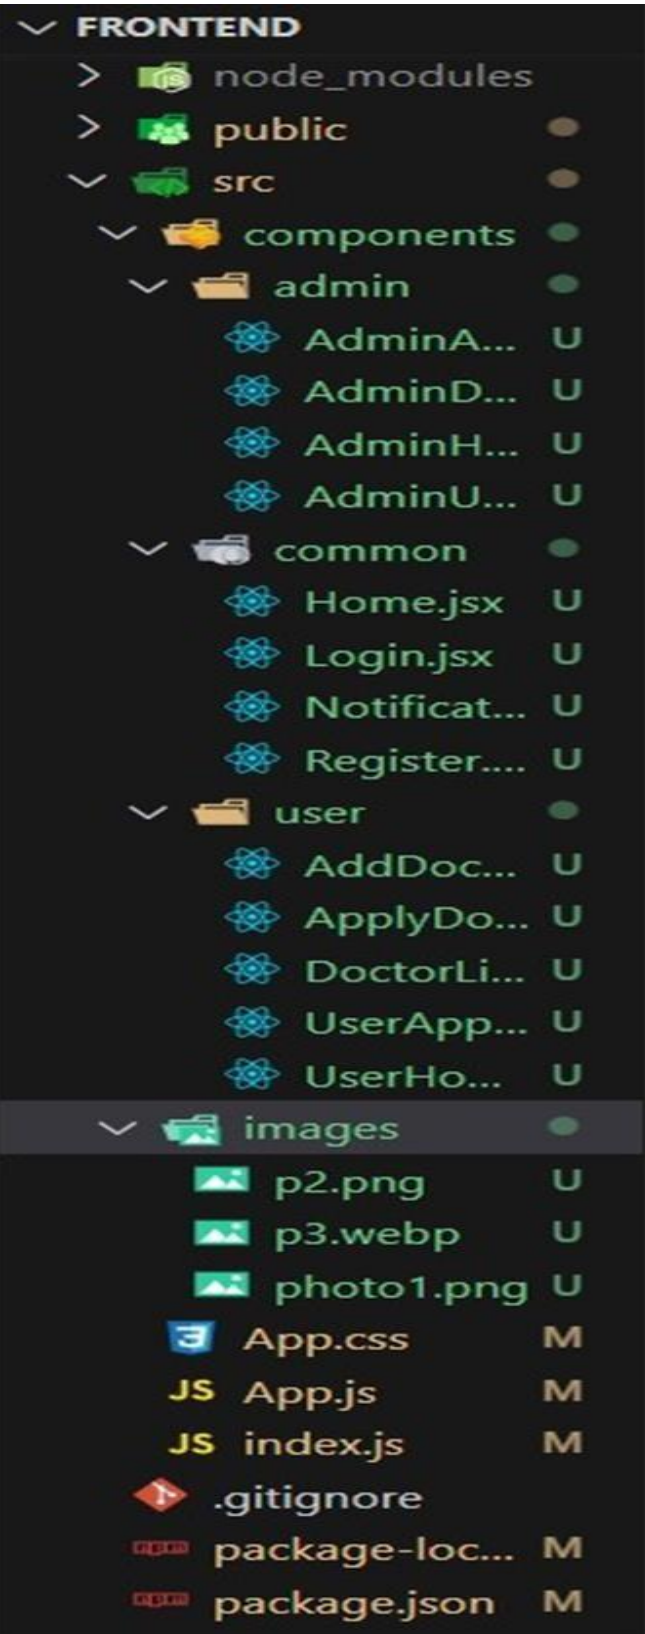 FRONTEND
node_modules
public
src
components
admin
AdminA... U
AdminD... U
AdminH... U
AdminU... U
common
Home.jsx U
Login.jsx U
Notificat... U
Register.... U
user
AddDoc... U
ApplyDo... U
DoctorLi... U
UserApp... U
UserHo... U
images
p2.png U
p3.webp U
photo1.png U
App.css M
JS App.js M
JS index.js M
.gitignore
package-loc... M
package.json M